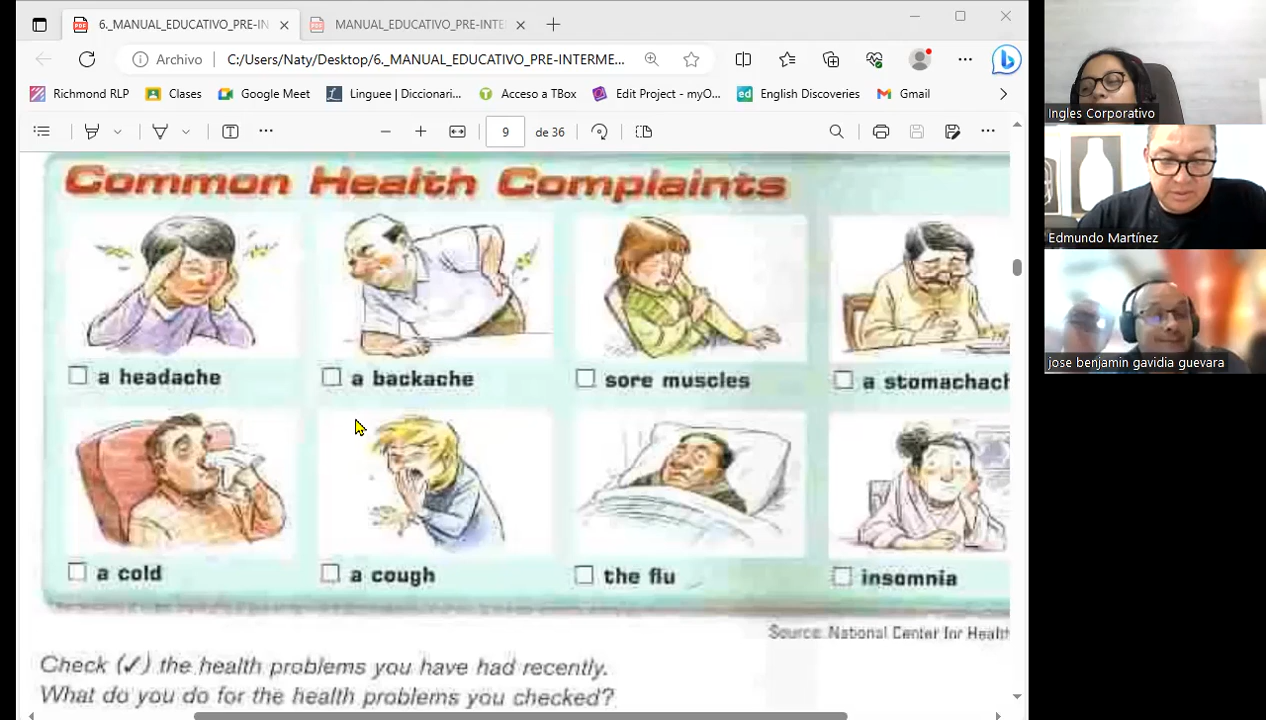 6._MANUAL_EDUCATIVO_PRE-IN
MANUAL_EDUCATIVO_PRE-INTE
Archivo
C:/Users/Naty/Desktop/6._MANUAL_EDUCATIVO_PRE-INTERME...
Richmond RLP
Clases
Google Meet
Lingues | Dicionari...
Acceso a TBox
Edit Project - myO...
English Discoveries
Gmail
9 de 36
Common Health Complaints
a headache
a backache
sore muscles
a stomachach
a cold
a cough
the flu
insomnia
Source: National Center for Health
Check (✓) the health problems you have had recently.
What do you do for the health problems you checked?
Ingles Corporativo
Edmundo Martínez
jose benjamin gavidia guevara